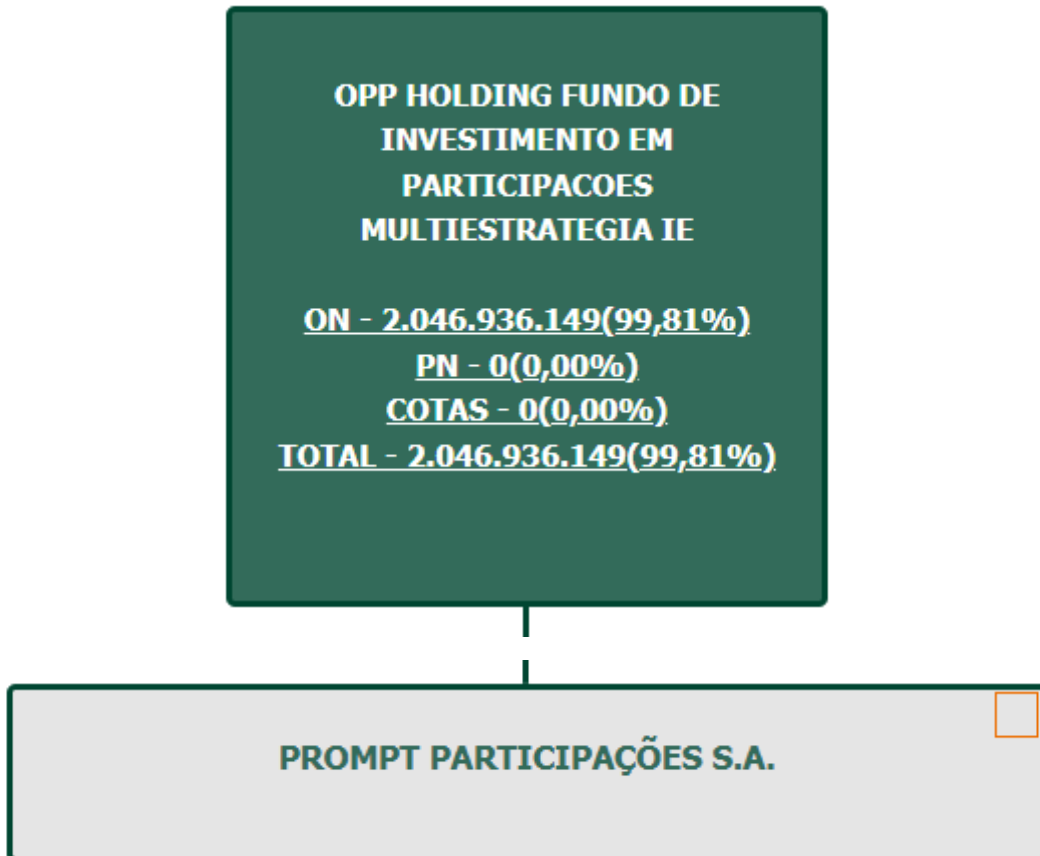 OPP HOLDING FUNDO DE
INVESTIMENTO EM
PARTICIPACOES
MULTIESTRATEGIA IE
ON - 2.046.936.149(99,81%)
PN - 0(0,00%)
COTAS - 0(0,00%)
TOTAL - 2.046.936.149(99,81%)
PROMPT PARTICIPAÇÕES S.A.